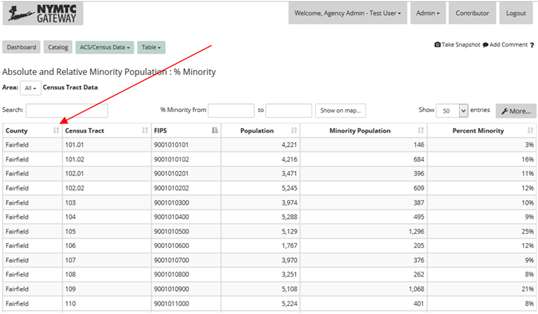 NYMTC
GATEWAY
Welcome, Agency Admin - Test User
Admin
Contributor
Logout
Dashboard
Catalog
ACS/Census Data
Table
Take Snapshot
Add Comment
?
Absolute and Relative Minority Population : % Minority
Area: All Census Tract Data
Search: % Minority from to Show on map... Show 50 entries More...
County Census Tract FIPS Population Minority Population Percent Minority
Fairfield 101.01 9001010101 4,221 146 3%
Fairfield 101.02 9001010102 4,216 684 16%
Fairfield 102.01 9001010201 3,471 396 11%
Fairfield 102.02 9001010202 5,245 609 12%
Fairfield 103 9001010300 3,974 387 10%
Fairfield 104 9001010400 5,288 495 9%
Fairfield 105 9001010500 5,129 1,296 25%
Fairfield 106 9001010600 1,767 205 12%
Fairfield 107 9001010700 3,970 376 9%
Fairfield 108 9001010800 3,251 262 8%
Fairfield 109 9001010900 5,108 1,068 21%
Fairfield 110 9001011000 5,224 401 8%